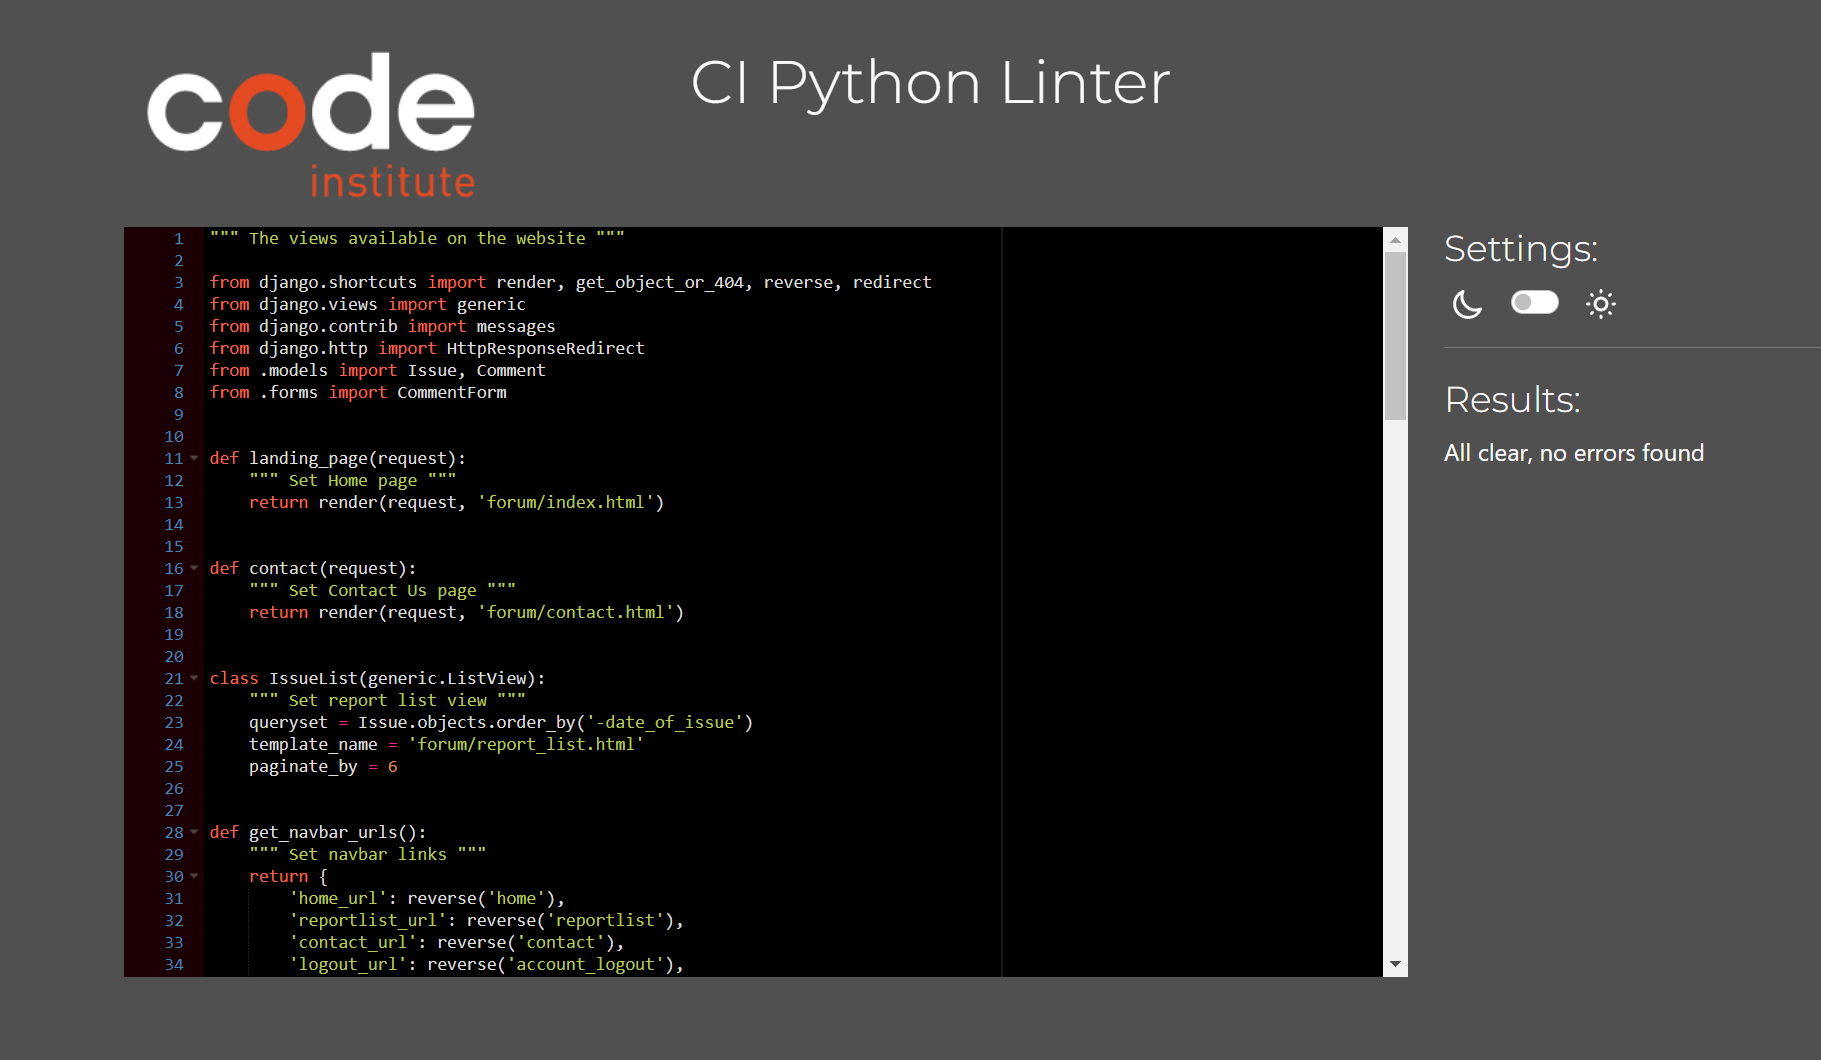 code
institute
CI Python Linter
1 """ The views available on the website """
2
3 from django.shortcuts import render, get_object_or_404, reverse, redirect
4 from django.views import generic
5 from django.contrib import messages
6 from django.http import HttpResponseRedirect
7 from .models import Issue, Comment
8 from .forms import CommentForm
9
10
11 def landing_page(request):
12     """ Set Home page """
13     return render(request, 'forum/index.html')
14
15
16 def contact(request):
17     """ Set Contact Us page """
18     return render(request, 'forum/contact.html')
19
20
21 class IssueList(generic.ListView):
22     """ Set report list view """
23     queryset = Issue.objects.order_by('-date_of_issue')
24     template_name = 'forum/report_list.html'
25     paginate_by = 6
26
27
28 def get_navbar_urls():
29     """ Set navbar links """
30     return {
31         'home_url': reverse('home'),
32         'reportlist_url': reverse('reportlist'),
33         'contact_url': reverse('contact'),
34         'logout_url': reverse('account_logout'),
Settings:
Results:
All clear, no errors found